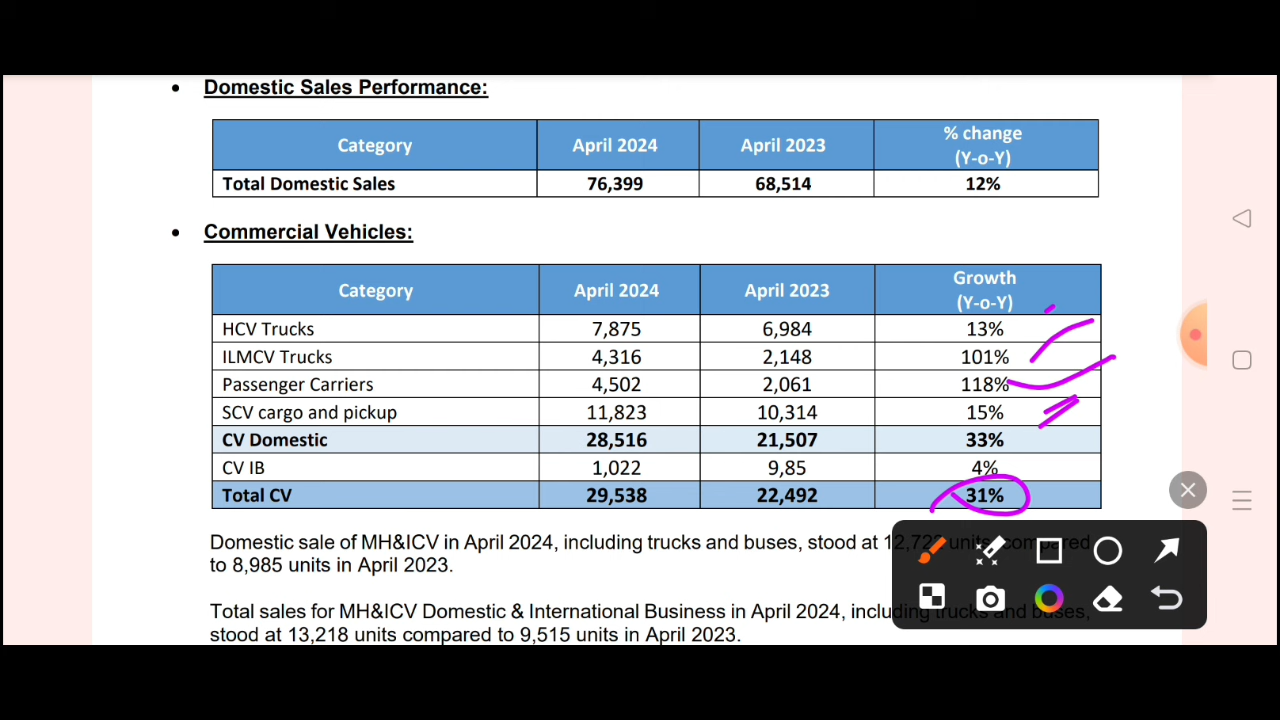 Domestic Sales Performance:
Category April 2024 April 2023 % change (Y-o-Y)
Total Domestic Sales 76,399 68,514 12%
Commercial Vehicles:
Category April 2024 April 2023 Growth (Y-o-Y)
HCV Trucks 7,875 6,984 13%
ILMCV Trucks 4,316 2,148 101%
Passenger Carriers 4,502 2,061 118%
SCV cargo and pickup 11,823 10,314 15%
CV Domestic 28,516 21,507 33%
CV IB 1,022 9,85 4%
Total CV 29,538 22,492 31%
Domestic sale of MH&ICV in April 2024, including trucks and buses, stood at units, compared
to 8,985 units in April 2023.
Total sales for MH&ICV Domestic & International Business in April 2024, including trucks and buses,
stood at 13,218 units compared to 9,515 units in April 2023.